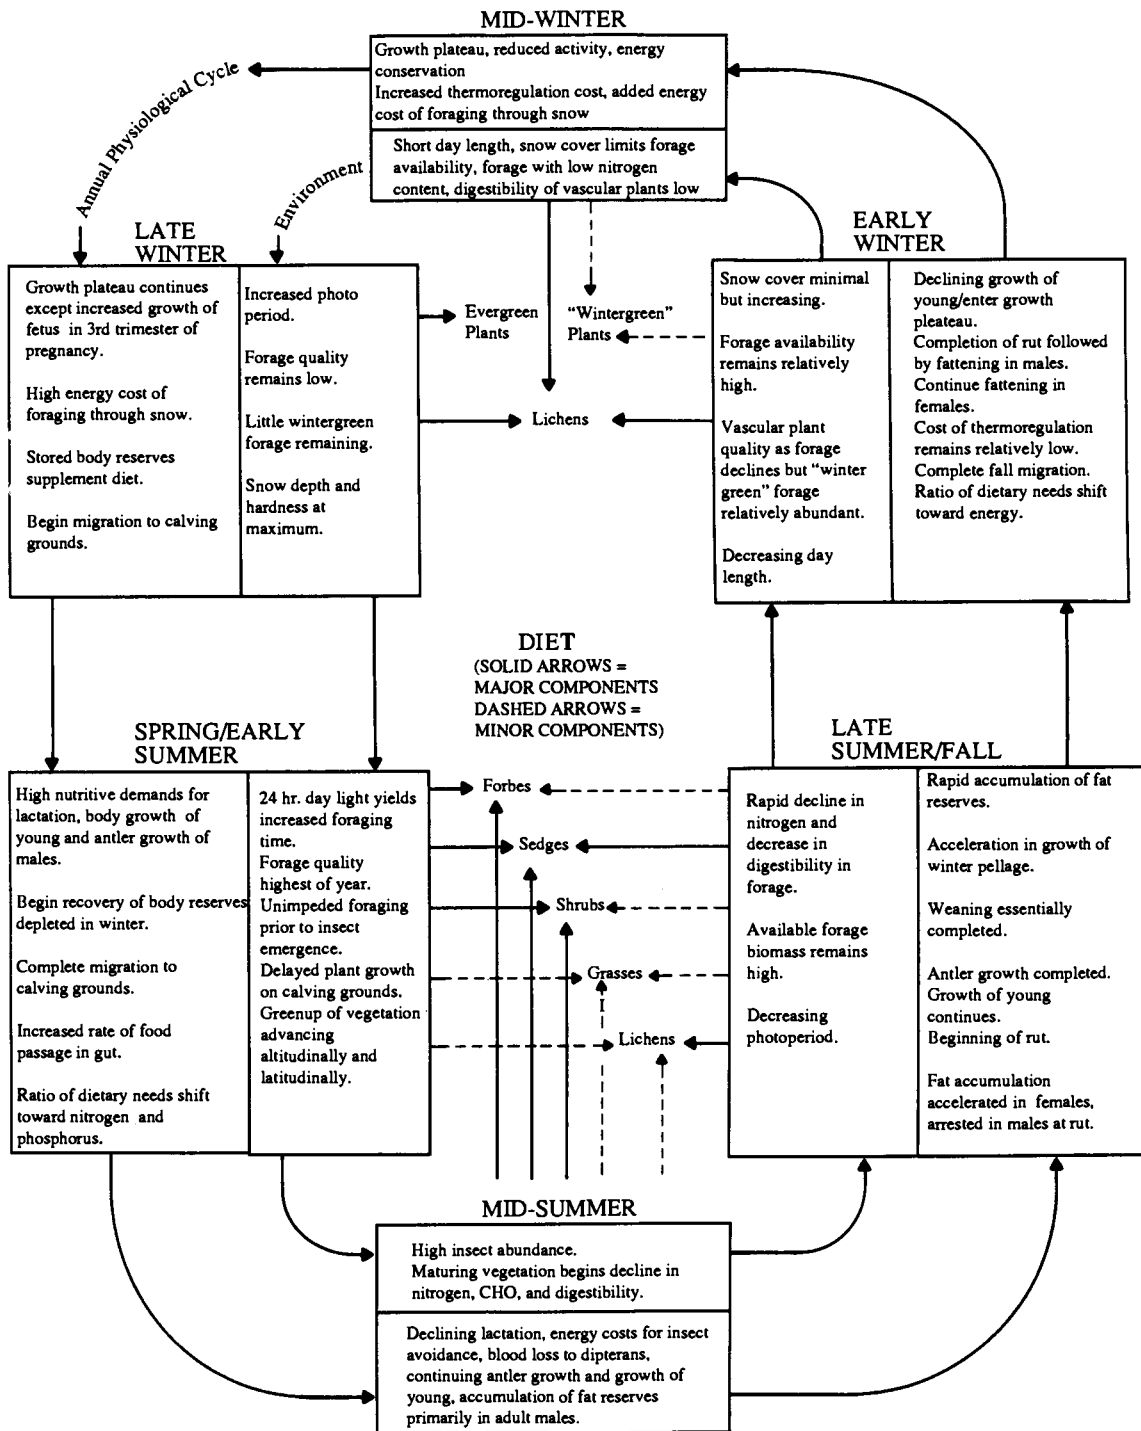 MID-WINTER
Growth plateau, reduced activity, energy
conservation
Increased thermoregulation cost, added energy
cost of foraging through snow
Short day length, snow cover limits forage
availability, forage with low nitrogen
content, digestibility of vascular plants low
Annual Physiological Cycle
Environment
LATE
WINTER
Growth plateau continues
except increased growth of
fetus in 3rd trimester of
pregnancy.
High energy cost of
foraging through snow.
Stored body reserves
supplement diet.
Begin migration to calving
grounds.
Increased photo
period.
Forage quality
remains low.
Little wintergreen
forage remaining.
Snow depth and
hardness at
maximum.
Evergreen
Plants
“Wintergreen”
Plants
Lichens
EARLY
WINTER
Snow cover minimal
but increasing.
Forage availability
remains relatively
high.
Vascular plant
quality as forage
declines but “winter
green” forage
relatively abundant.
Decreasing day
length.
Declining growth of
young/enter growth
pleateau.
Completion of rut followed
by fattening in males.
Continue fattening in
females.
Cost of thermoregulation
remains relatively low.
Complete fall migration.
Ratio of dietary needs shift
toward energy.
DIET
(SOLID ARROWS =
MAJOR COMPONENTS
DASHED ARROWS =
MINOR COMPONENTS)
SPRING/EARLY
SUMMER
High nutritive demands for
lactation, body growth of
young and antler growth of
males.
Begin recovery of body reserves
depleted in winter.
Complete migration to
calving grounds.
Increased rate of food
passage in gut.
Ratio of dietary needs shift
toward nitrogen and
phosphorus.
24 hr. day light yields
increased foraging
time.
Forage quality
highest of year.
Unimpeded foraging
prior to insect
emergence.
Delayed plant growth
on calving grounds.
Greenup of vegetation
advancing
altitudinally and
latitudinally.
Forbes
Sedges
Shrubs
Grasses
Lichens
LATE
SUMMER/FALL
Rapid decline in
nitrogen and
decrease in
digestibility in
forage.
Available forage
biomass remains
high.
Decreasing
photoperiod.
Rapid accumulation of fat
reserves.
Acceleration in growth of
winter pellage.
Weaning essentially
completed.
Antler growth completed.
Growth of young
continues.
Beginning of rut.
Fat accumulation
accelerated in females,
arrested in males at rut.
MID-SUMMER
High insect abundance.
Maturing vegetation begins decline in
nitrogen, CHO, and digestibility.
Declining lactation, energy costs for insect
avoidance, blood loss to dipterans,
continuing antler growth and growth of
young, accumulation of fat reserves
primarily in adult males.